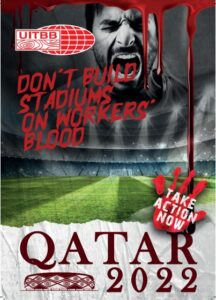 UITBB
DON'T BUILD
STADIUMS
ON WORKERS'
BLOOD
TAKE
ACTION
NOW
QATAR
2022